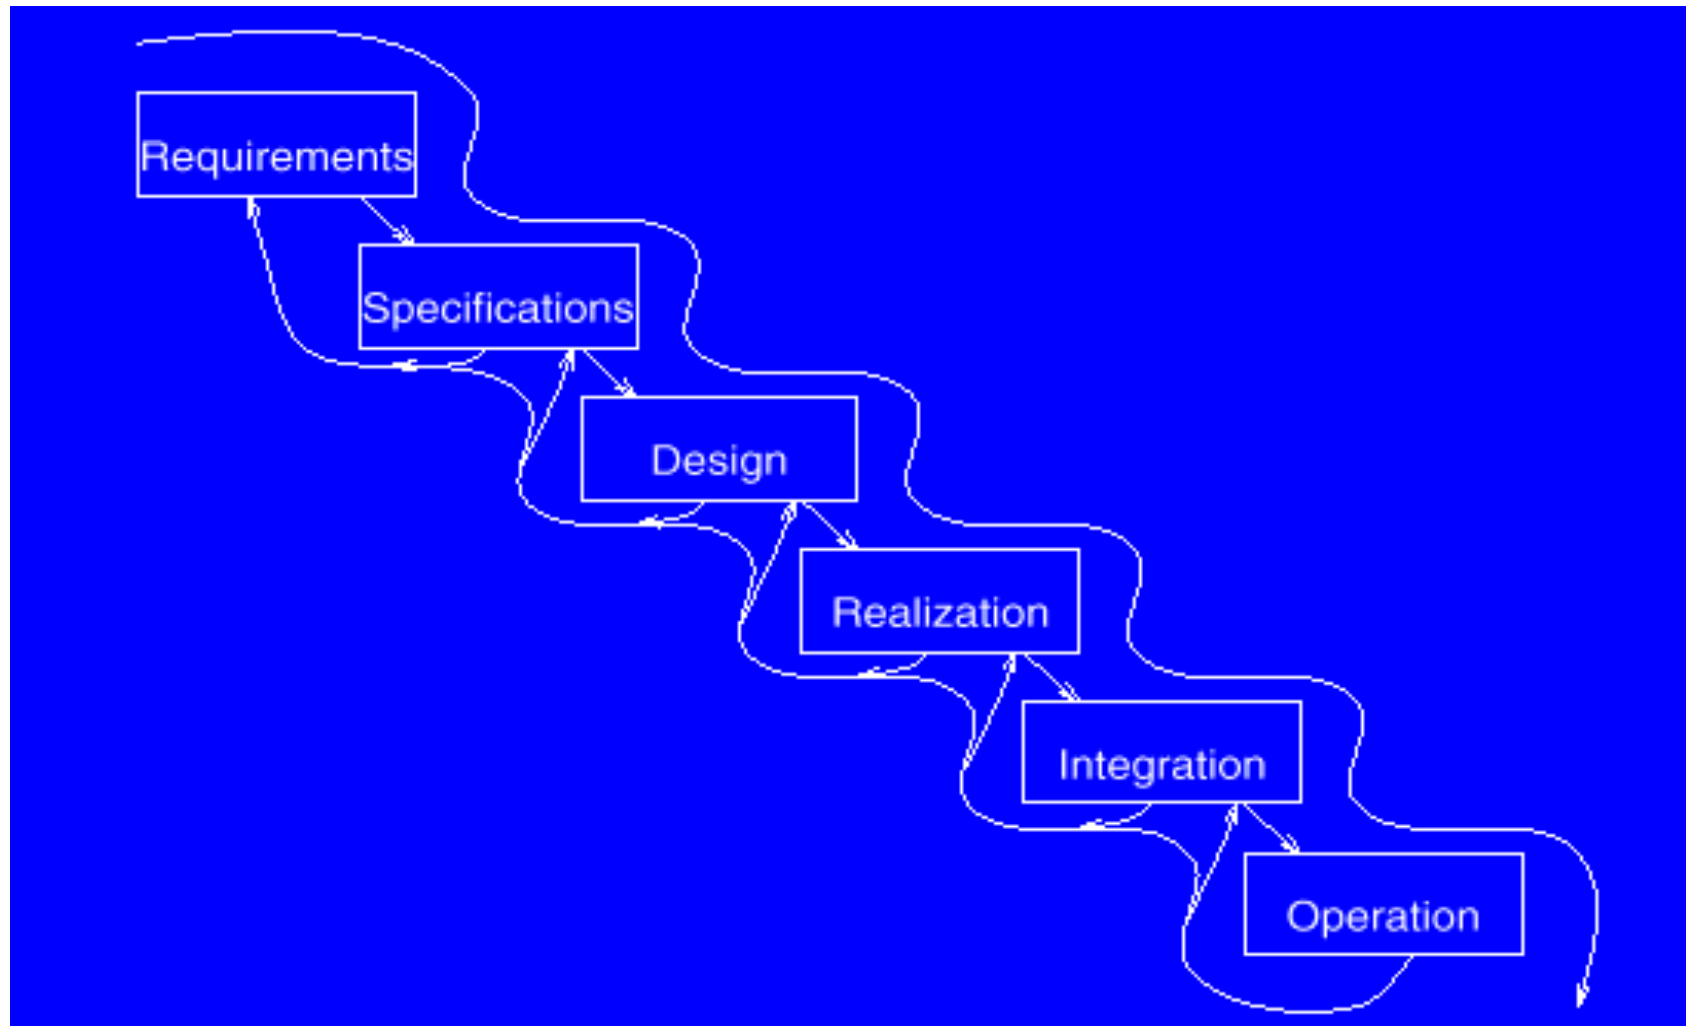 Requirements
Specifications
Design
Realization
Integration
Operation